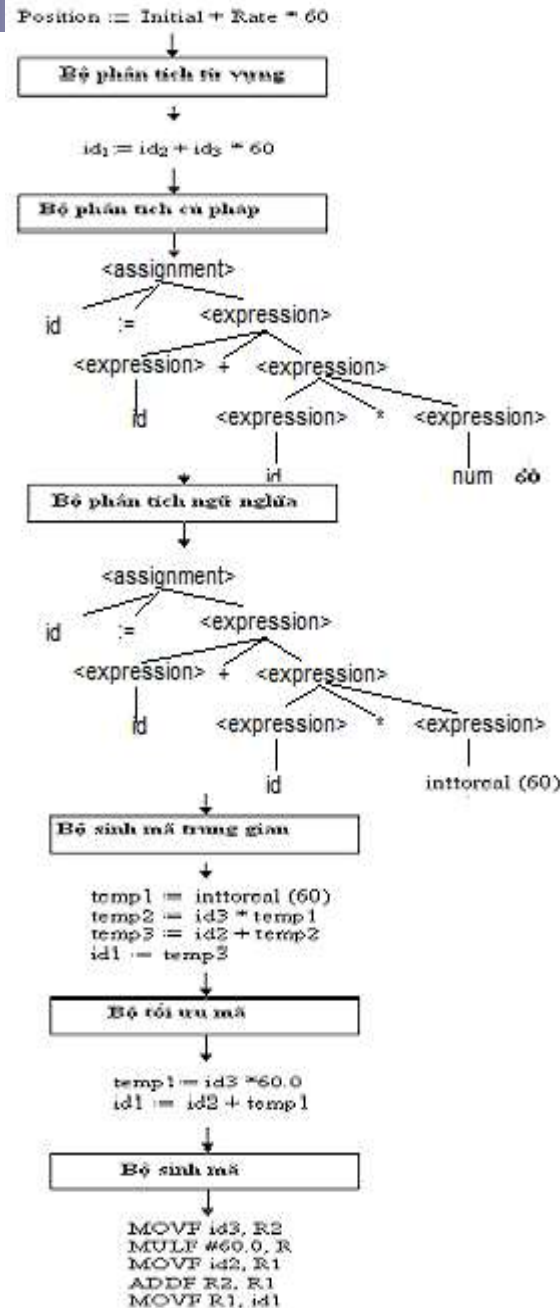 Position := Initial + Rate * 60
Bộ phân tích từ vựng
id1 := id2 + id3 * 60
Bộ phân tích cú pháp
<assignment>
id := <expression>
<expression> + <expression>
id <expression> * <expression>
id num 60
Bộ phân tích ngữ nghĩa
<assignment>
id := <expression>
<expression> + <expression>
id <expression> * <expression>
id inttoreal (60)
Bộ sinh mã trung gian
temp1 := inttoreal (60)
temp2 := id3 * temp1
temp3 := id2 + temp2
id1 := temp3
Bộ tối ưu mã
temp1 := id3 *60.0
id1 := id2 + temp1
Bộ sinh mã
MOVF id3, R2
MULF #60.0, R
MOVF id2, R1
ADDF R2, R1
MOVF R1, id1